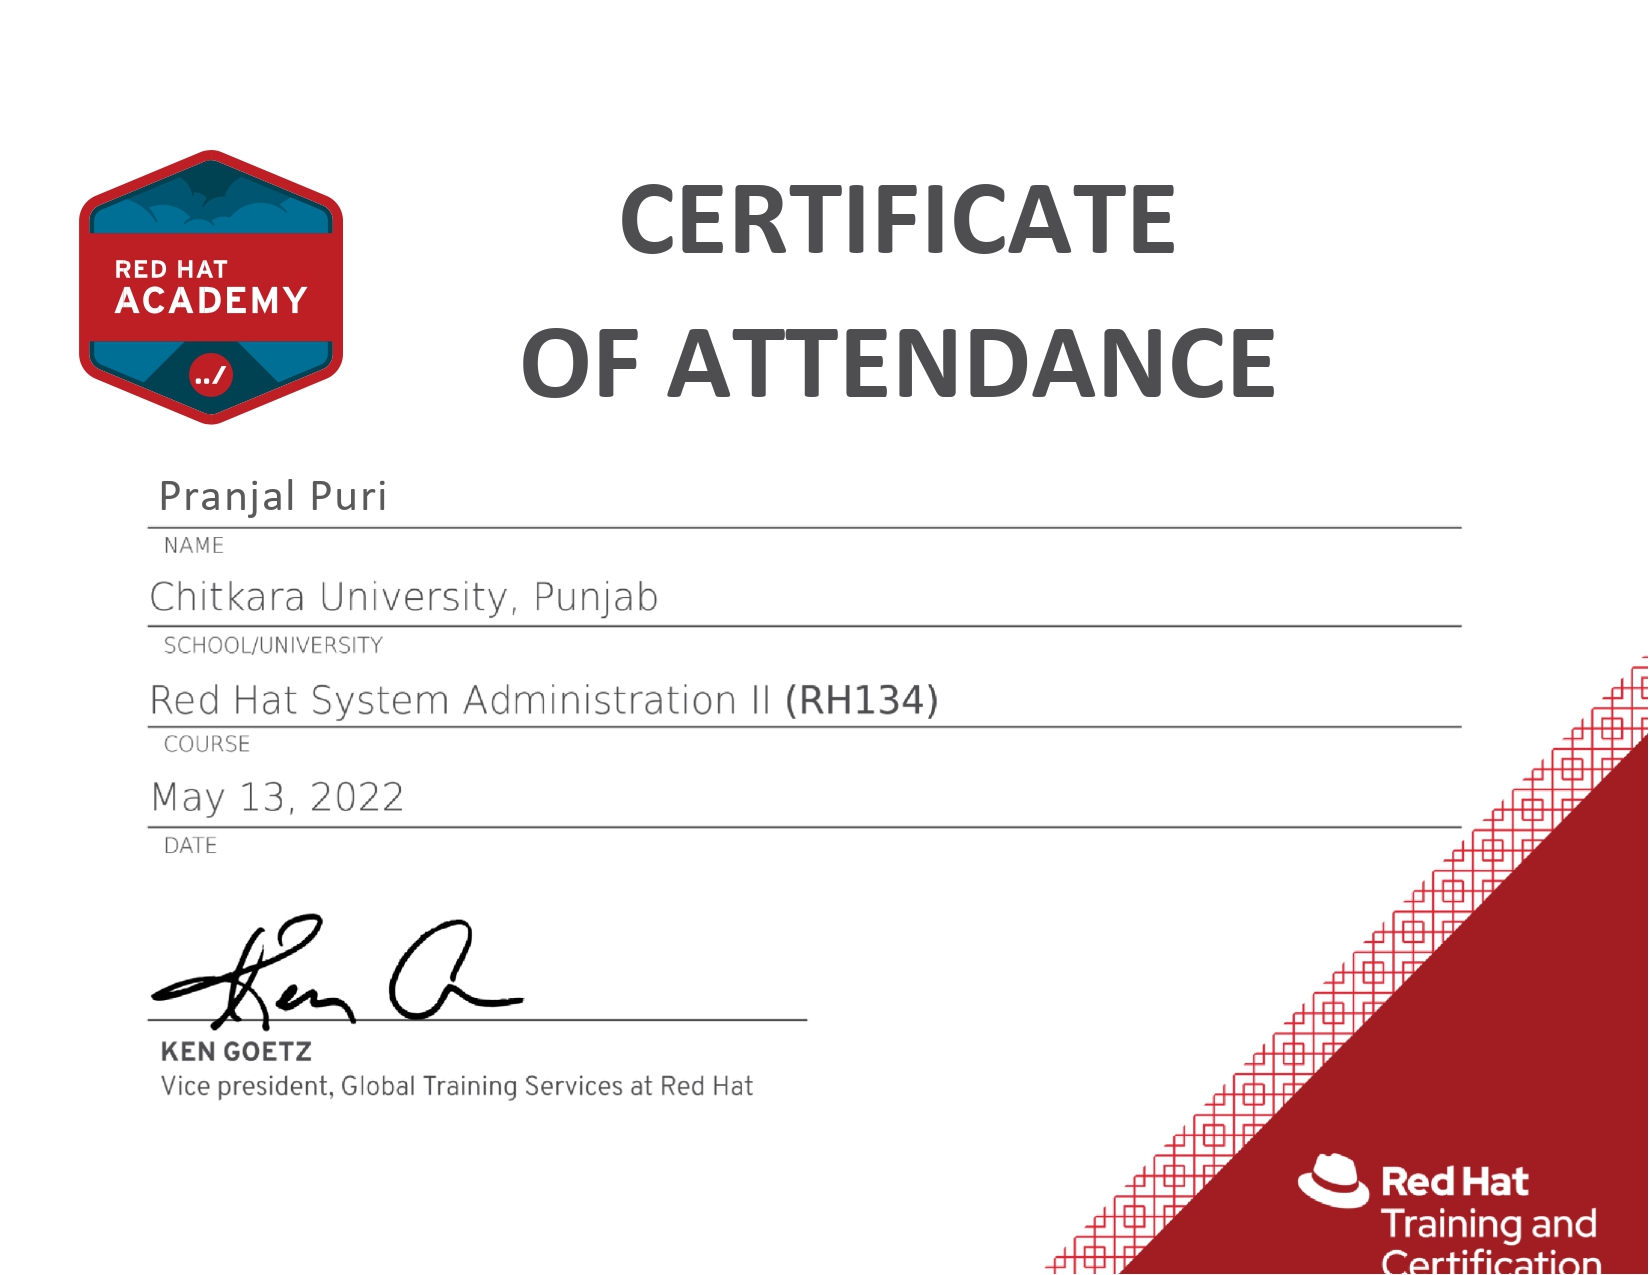 RED HAT
ACADEMY
../
CERTIFICATE
OF ATTENDANCE
Pranjal Puri
NAME
Chitkara University, Punjab
SCHOOL/UNIVERSITY
Red Hat System Administration II (RH134)
COURSE
May 13, 2022
DATE
KEN GOETZ
Vice president, Global Training Services at Red Hat
Red Hat
Training and
Certification